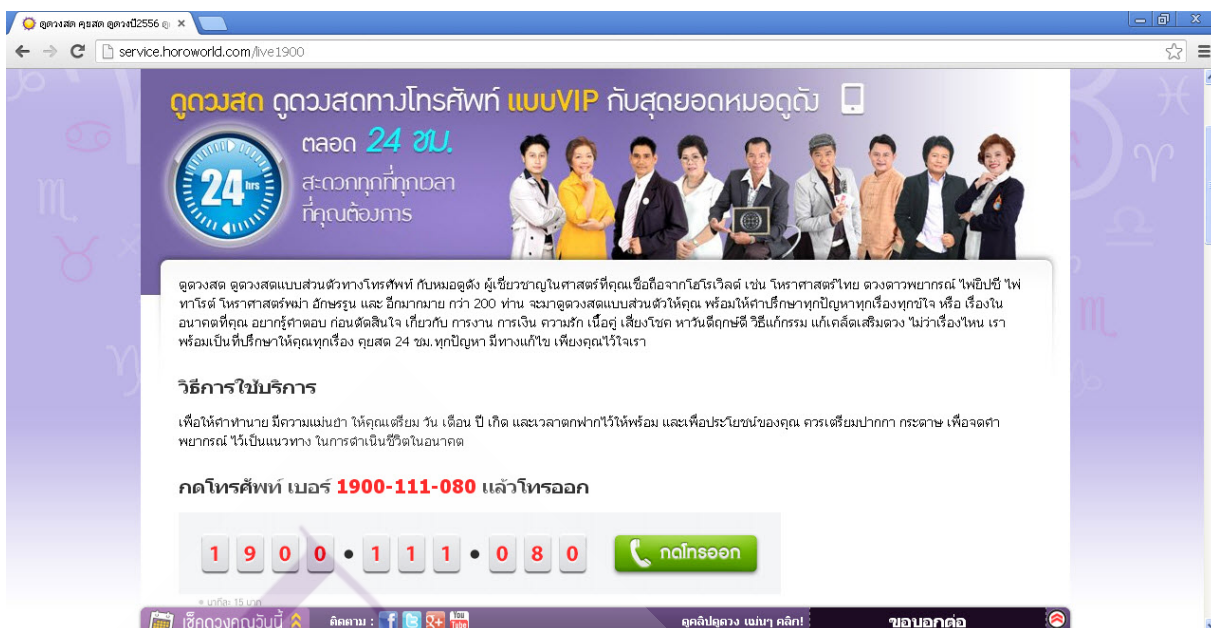 ดูดวงสด คุยสด ดูดวงปี2556 ดู
service.horoworld.com/live1900
ดูดวงสด ดูดวงสดทางโทรศัพท์ แบบVIP กับสุดยอดหมอดูดัง
ตลอด 24 ชม.
24 hrs
สะดวกทุกที่ทุกเวลา
ที่คุณต้องการ
ดูดวงสด ดูดวงสดแบบส่วนตัวทางโทรศัพท์ กับหมอดูดัง ผู้เชี่ยวชาญในศาสตร์ที่คุณเชื่อถือจากโฮโรเวิลด์ เช่น โหราศาสตร์ไทย ดวงดาวพยากรณ์ ไพ่ยิปซี ไพ่
ทาโรต์ โหราศาสตร์พม่า อักษรรูน และ อีกมากมาย กว่า 200 ท่าน จะมาดูดวงสดแบบส่วนตัวให้คุณ พร้อมให้คำปรึกษาทุกปัญหาทุกเรื่องทุกข์ใจ หรือ เรื่องใน
อนาคตที่คุณ อยากรู้คำตอบ ก่อนตัดสินใจ เกี่ยวกับ การงาน การเงิน ความรัก เนื้อคู่ เสี่ยงโชค หาวันดีฤกษ์ดี วิธีแก้กรรม แก้เคล็ดเสริมดวง ไม่ว่าเรื่องไหน เรา
พร้อมเป็นที่ปรึกษาให้คุณทุกเรื่อง คุยสด 24 ชม.ทุกปัญหา มีทางแก้ไข เพียงคุณไว้ใจเรา
วิธีการใช้บริการ
เพื่อให้คำทำนาย มีความแม่นยำ ให้คุณเตรียม วัน เดือน ปี เกิด และเวลาตกฟากไว้ให้พร้อม และเพื่อประโยชน์ของคุณ ควรเตรียมปากกา กระดาษ เพื่อจดคำ
พยากรณ์ ไว้เป็นแนวทาง ในการดำเนินชีวิตในอนาคต
กดโทรศัพท์ เบอร์ 1900-111-080 แล้วโทรออก
1 9 0 0 • 1 1 1 • 0 8 0 กดโทรออก
* นาทีละ 15 บาท
เช็คดวงคุณวันนี้ ติดตาม : You Tube ดูคลิปดูดวง แม่นๆ คลิก! ขอบอกต่อ